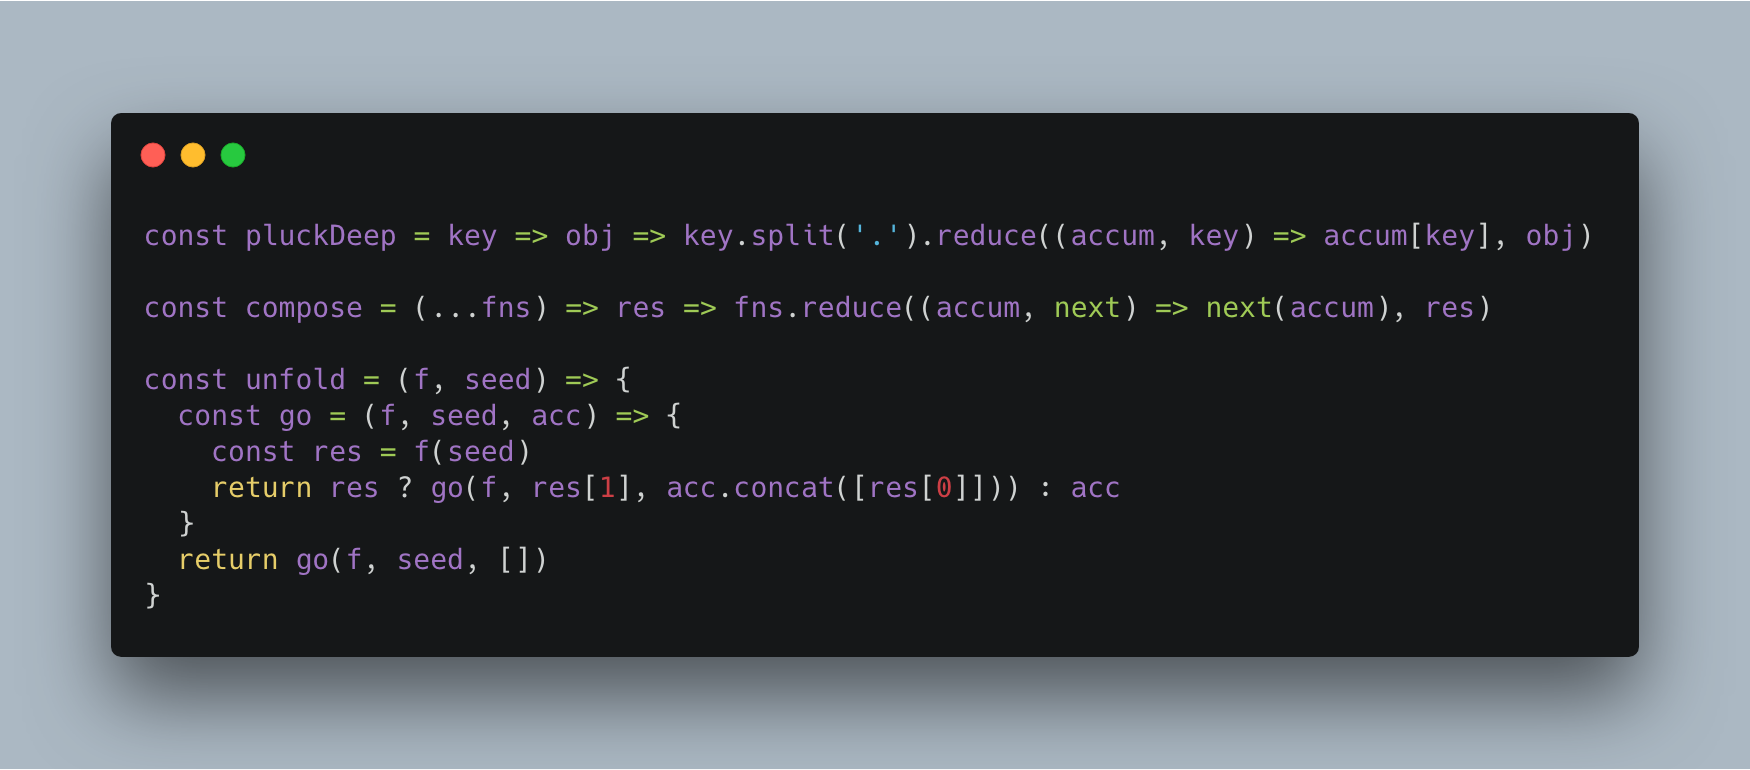 const pluckDeep = key => obj => key.split('.').reduce((accum, key) => accum[key], obj)
const compose = (...fns) => res => fns.reduce((accum, next) => next(accum), res)
const unfold = (f, seed) => {
  const go = (f, seed, acc) => {
    const res = f(seed)
    return res ? go(f, res[1], acc.concat([res[0]])) : acc
  }
  return go(f, seed, [])
}